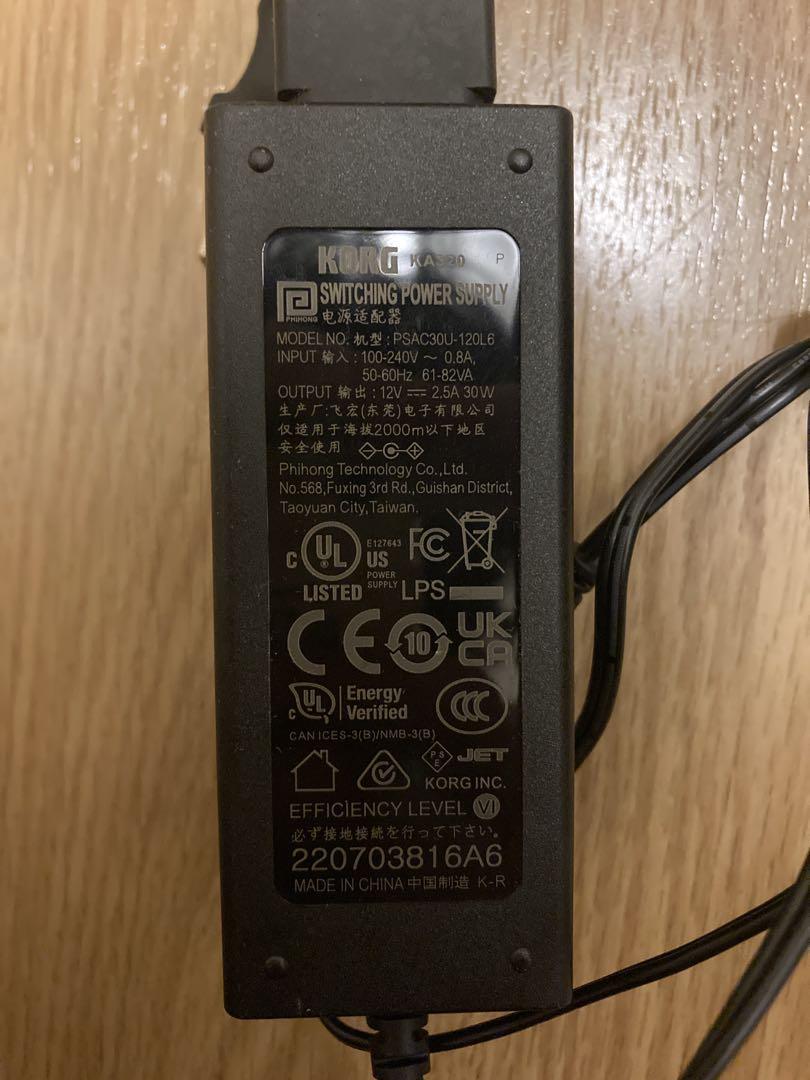 KORG KA320 P
PHIHONG SWITCHING POWER SUPPLY
电源适配器
MODEL NO. 机型: PSAC30U-120L6
INPUT 输入: 100-240V ~ 0.8A,
50-60Hz 61-82VA
OUTPUT 输出: 12V ⎓ 2.5A 30W
生产厂:飞宏(东莞)电子有限公司
仅适用于海拔2000m以下地区
安全使用
Phihong Technology Co.,Ltd.
No.568,Fuxing 3rd Rd.,Guishan District,
Taoyuan City,Taiwan.
C UL ® US E127643 FC
POWER SUPPLY
LISTED LPS
CE 10 UK CA
C UL Energy Verified CCC
CAN ICES-3(B)/NMB-3(B)
PSE JET
KORG INC.
EFFICIENCY LEVEL VI
必ず接地接続を行って下さい。
220703816A6
MADE IN CHINA 中国制造 K-R